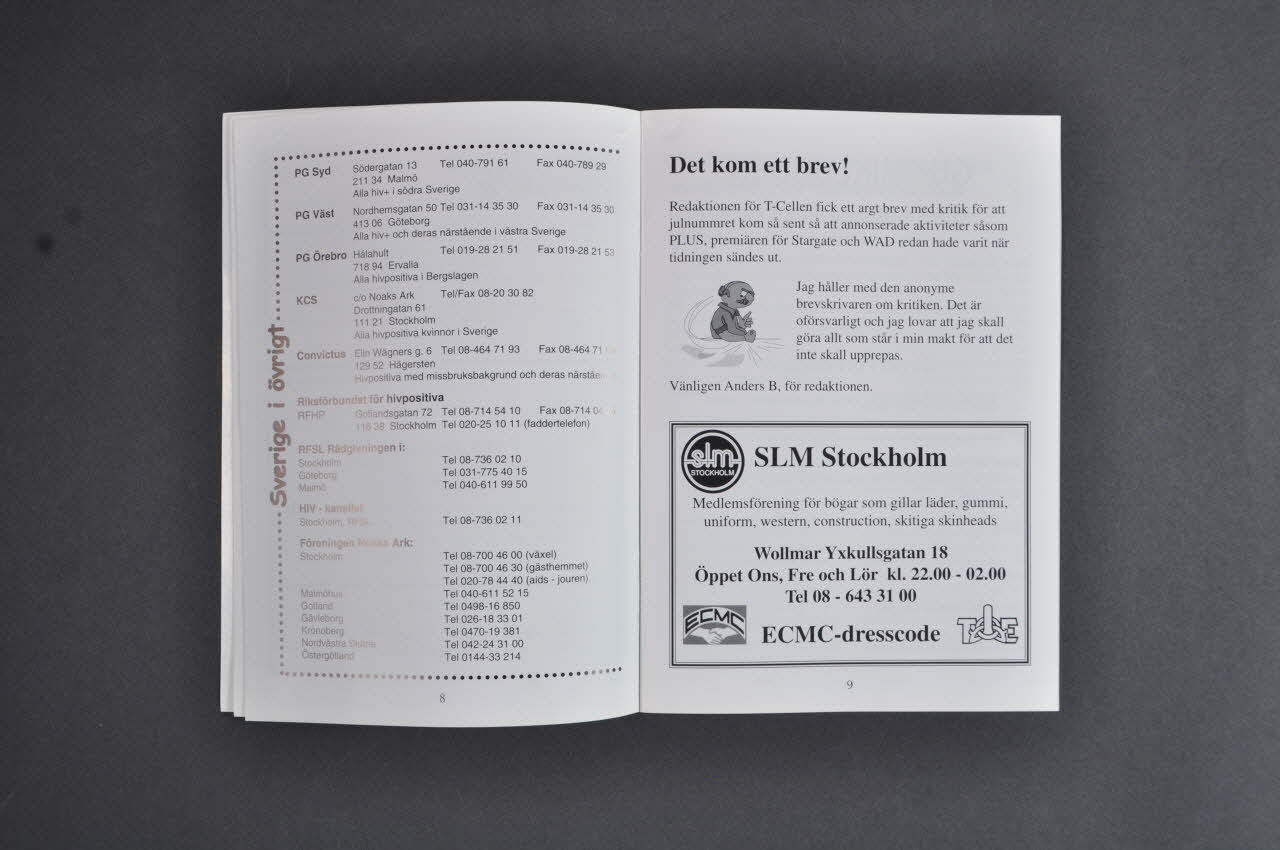 Sverige i övrigt
PG Syd Södergatan 13 Tel 040-791 61 Fax 040-789 29
211 34 Malmö
Alla hiv+ i södra Sverige
PG Väst Nordhemsgatan 50 Tel 031-14 35 30 Fax 031-14 35 30
413 06 Göteborg
Alla hiv+ och deras närstående i västra Sverige
PG Örebro Hålahult Tel 019-28 21 51 Fax 019-28 21 53
718 94 Ervalla
Alla hivpositiva i Bergslagen
KCS c/o Noaks Ark Tel/Fax 08-20 30 82
Drottningatan 61
111 21 Stockholm
Alla hivpositiva kvinnor i Sverige
Convictus Elin Wägners g. 6 Tel 08-464 71 93 Fax 08-464 71
129 52 Hägersten
Hivpositiva med missbruksbakgrund och deras
Riksförbundet för hivpositiva
RFHP Gotlandsgatan 72 Tel 08-714 54 10 Fax 08-714
116 38 Stockholm Tel 020-25 10 11 (faddertelefon)
RFSL Rådgivningen i:
Stockholm Tel 08-736 02 10
Göteborg Tel 031-775 40 15
Malmö Tel 040-611 99 50
HIV - kansliet
Stockholm, RFSL Tel 08-736 02 11
Föreningen Noaks Ark:
Stockholm Tel 08-700 46 00 (växel)
Tel 08-700 46 30 (gästhemmet)
Tel 020-78 44 40 (aids - jouren)
Malmöhus Tel 040-611 52 15
Gotland Tel 0498-16 850
Gävleborg Tel 026-18 33 01
Kronoberg Tel 0470-19 381
Nordvästra Skåne Tel 042-24 31 00
Östergötland Tel 0144-33 214
8
Det kom ett brev!
Redaktionen för T-Cellen fick ett argt brev med kritik för att
julnummret kom så sent så att annonserade aktiviteter såsom
PLUS, premiären för Stargate och WAD redan hade varit när
tidningen sändes ut.
Jag håller med den anonyme
brevskrivaren om kritiken. Det är
oförsvarligt och jag lovar att jag skall
göra allt som står i min makt för att det
inte skall upprepas.
Vänligen Anders B, för redaktionen.
slm
STOCKHOLM
SLM Stockholm
Medlemsförening för bögar som gillar läder, gummi,
uniform, western, construction, skitiga skinheads
Wollmar Yxkullsgatan 18
Öppet Ons, Fre och Lör kl. 22.00 - 02.00
Tel 08 - 643 31 00
ECMC
ECMC-dresscode
9